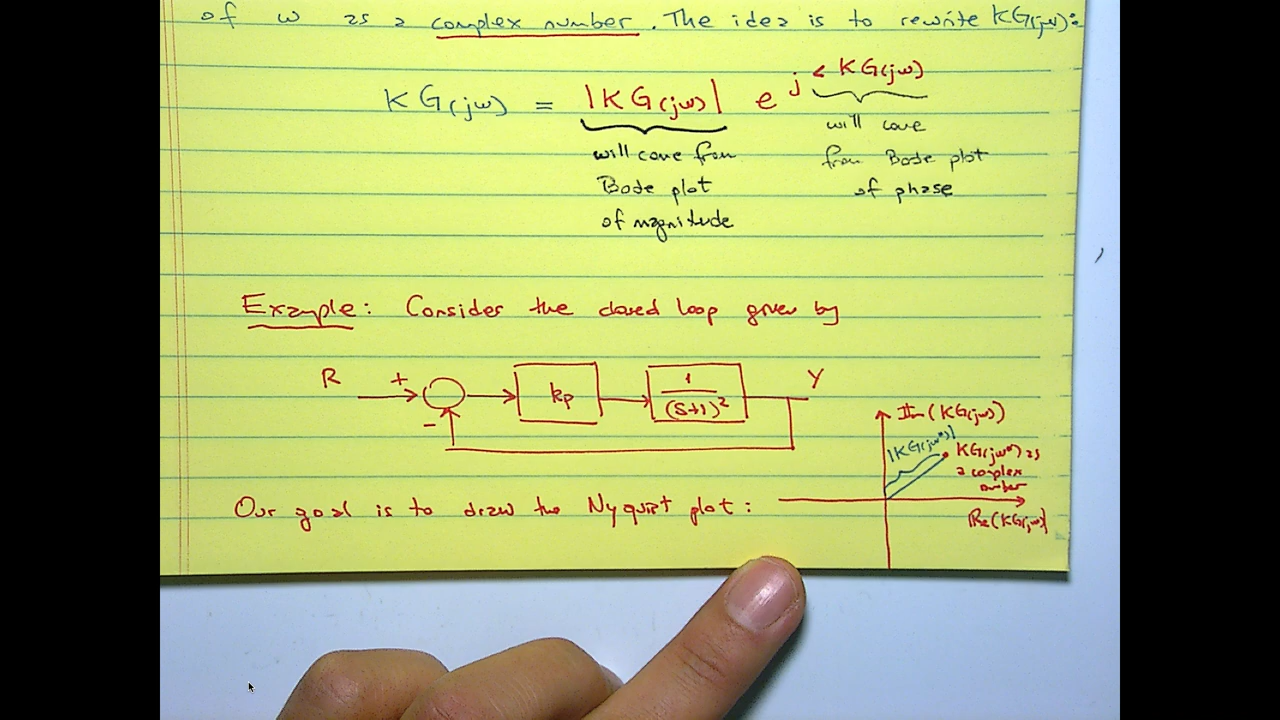 of ω as a complex number. The idea is to rewrite KG(jω):
KG(jω) = |KG(jω)| e^{j∢KG(jω)}
will come from
Bode plot
of magnitude
will come
from Bode plot
of phase
Example: Consider the closed loop given by
R + - kp 1/(s+1)² Y
Our goal is to draw the Nyquist plot:
Im(KG(jω))
|KG(jω*)|
KG(jω*) as
a complex
number
Re(KG(jω))